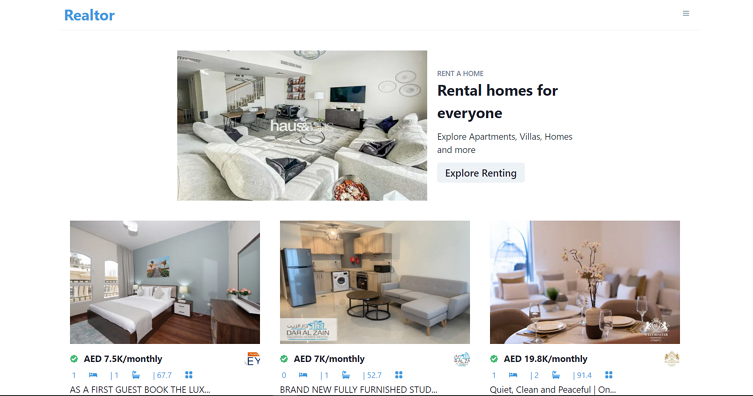 Realtor
haus&haus
RENT A HOME
Rental homes for
everyone
Explore Apartments, Villas, Homes
and more
Explore Renting
DAR AL ZAIN
AED 7.5K/monthly
EY
AED 7K/monthly
AED 19.8K/monthly
1 | 1 | 67.7
0 | 1 | 52.7
1 | 2 | 91.4
AS A FIRST GUEST BOOK THE LUX...
BRAND NEW FULLY FURNISHED STUD...
Quiet, Clean and Peaceful | On...